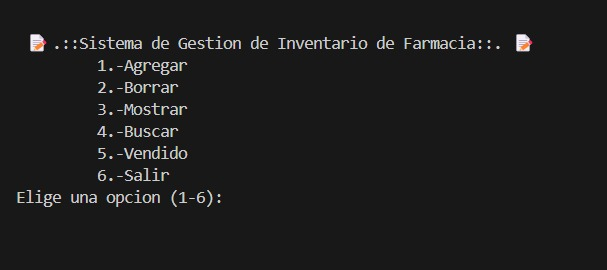 📝.::Sistema de Gestion de Inventario de Farmacia::. 📝
1.-Agregar
2.-Borrar
3.-Mostrar
4.-Buscar
5.-Vendido
6.-Salir
Elige una opcion (1-6):